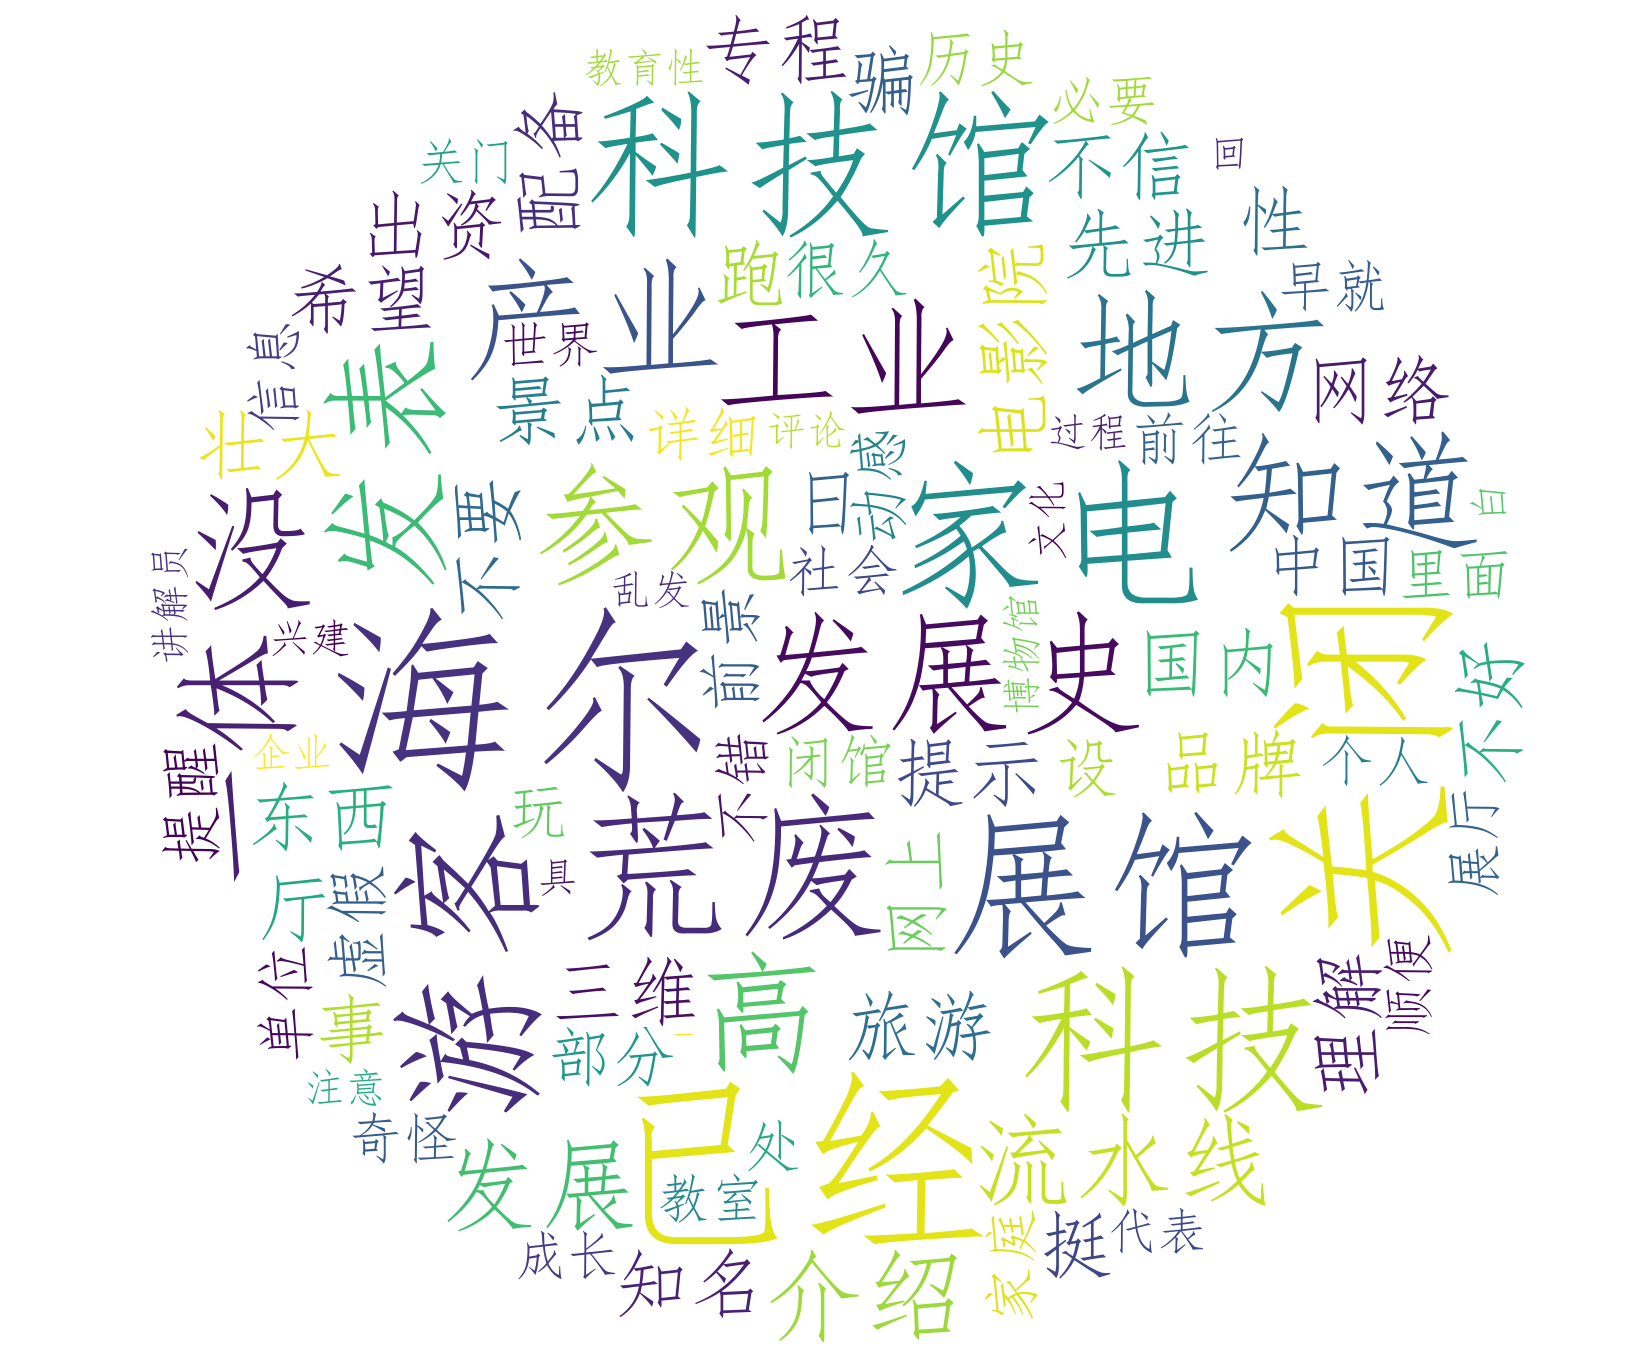 专程
历史
骗
教育性
必要
科技馆
配备
不信
回
关门
出资
先进
性
跑
很久
电影院
早就
希望
产业
世界
工业
地方
信息
发表
景点
网络
详细
评论
过程
前往
壮大
动感
知道
不要
参观
曰
家电
文化
白
没
社会
中国
里面
讲解员
乱发
前景
兴建
体
海尔
发展史
博物馆
国内
关闭
不好
提醒
一
企业
不错
闭馆
提示
设
品牌
个人
东西
玩
荒废
展馆
展厅
厅
虚假
游客
具
网上
单位
三维
高
旅游
科技
理解
顺便
事
部分
一
注意
奇怪
已经
发展
处
教室
流水线
成长
知名
介绍
家庭
挺
代表